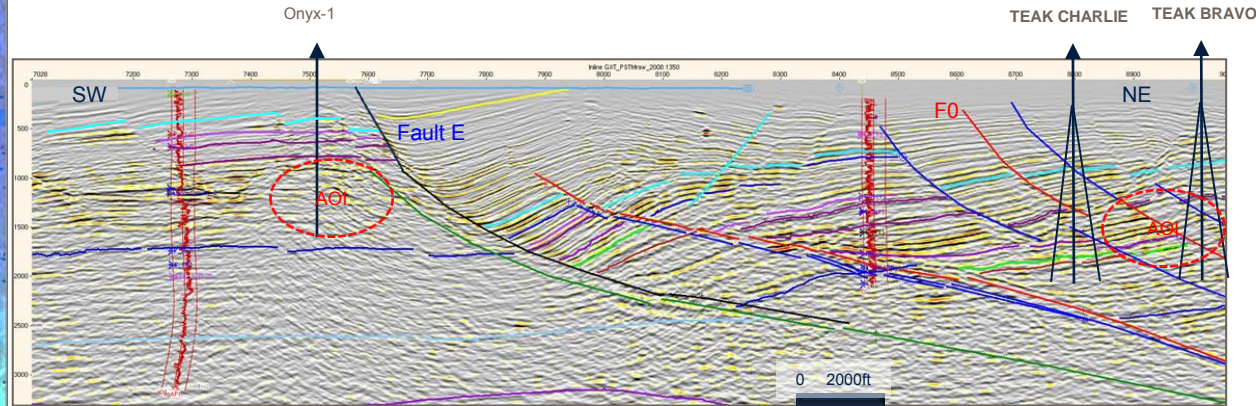 Onyx-1
TEAK CHARLIE TEAK BRAVO
Inline GXT_PSTMraw_2008 1350
7028 7200 7300 7400 7500 7600 7700 7800 7900 8000 8100 8200 8300 8400 8500 8600 8700 8800 8900
0
SW
NE
F0
Fault E
500
1000
AOI
AOI
1500
2000
2500
3000
0 2000ft